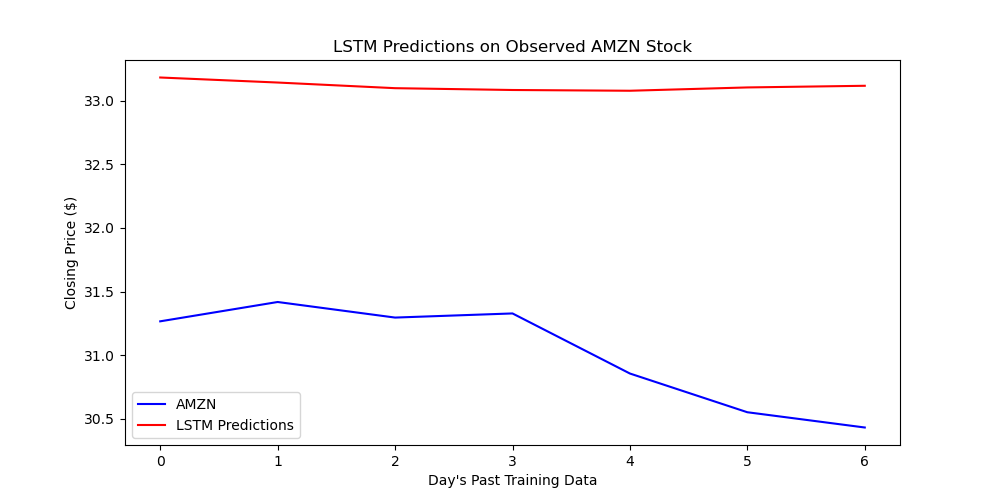 LSTM Predictions on Observed AMZN Stock
Closing Price ($)
33.0
32.5
32.0
31.5
31.0
30.5
AMZN
LSTM Predictions
0 1 2 3 4 5 6
Day's Past Training Data